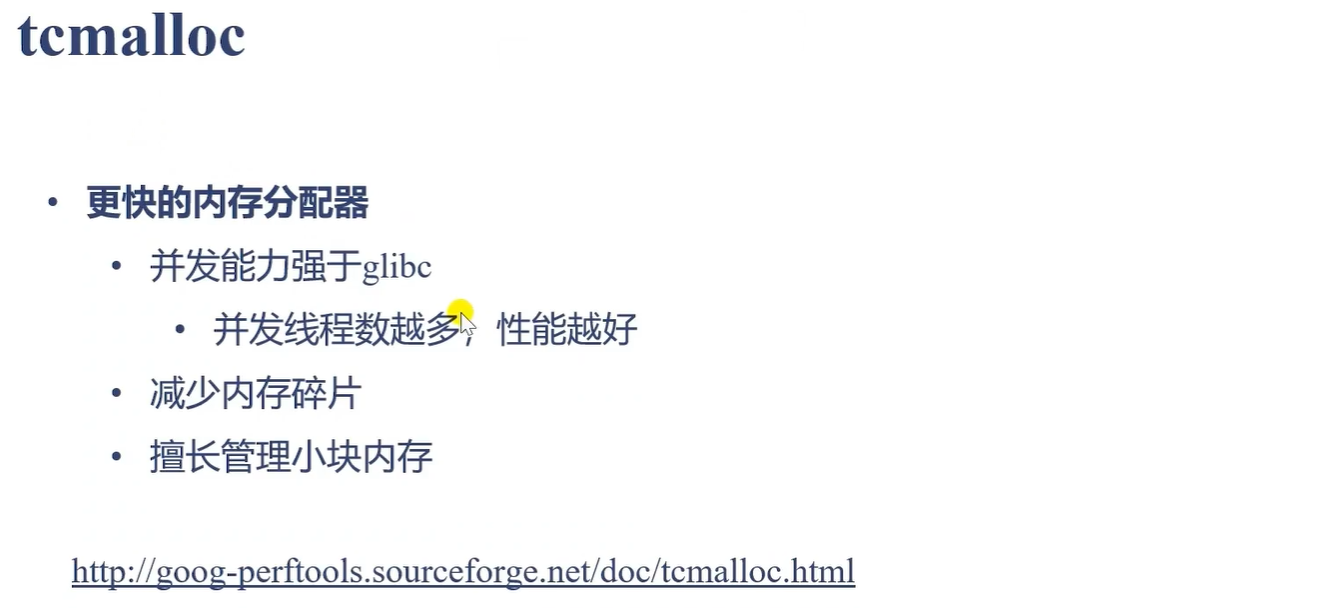 tcmalloc
• 更快的内存分配器
• 并发能力强于glibc
• 并发线程数越多，性能越好
• 减少内存碎片
• 擅长管理小块内存
http://goog-perftools.sourceforge.net/doc/tcmalloc.html